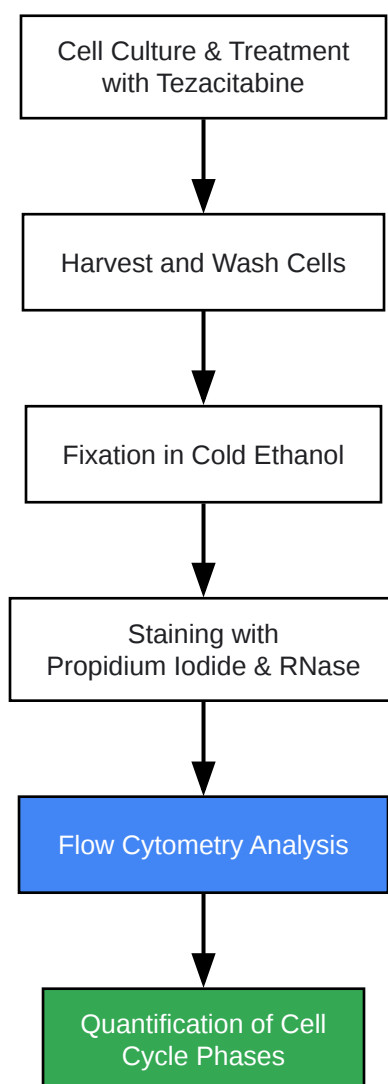 Cell Culture & Treatment
with Tezacitabine
Harvest and Wash Cells
Fixation in Cold Ethanol
Staining with
Propidium Iodide & RNase
Flow Cytometry Analysis
Quantification of Cell
Cycle Phases